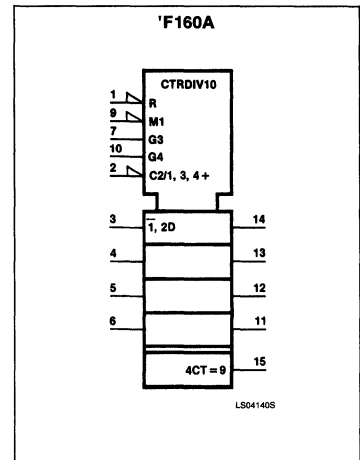 'F160A
CTRDIV10
1 R
9 M1
7 G3
10 G4
2 C2/1, 3, 4+
3 1̅, 2D 14
4 13
5 12
6 11
4CT = 9 15
LS04140S